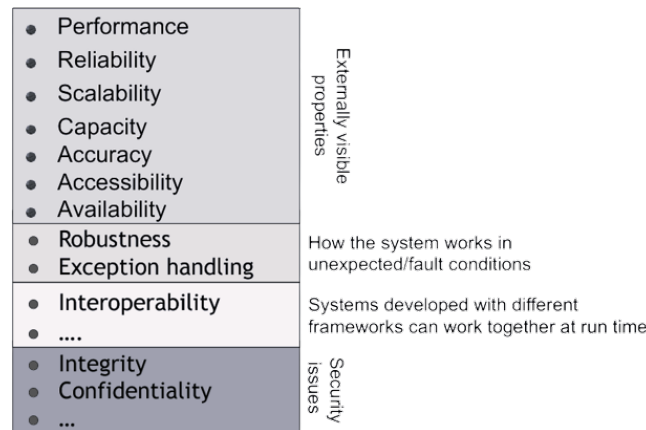 Performance
Reliability
Scalability
Capacity
Accuracy
Accessibility
Availability
Externally visible
properties
Robustness
Exception handling
How the system works in
unexpected/fault conditions
Interoperability
....
Systems developed with different
frameworks can work together at run time
Integrity
Confidentiality
...
Security
issues